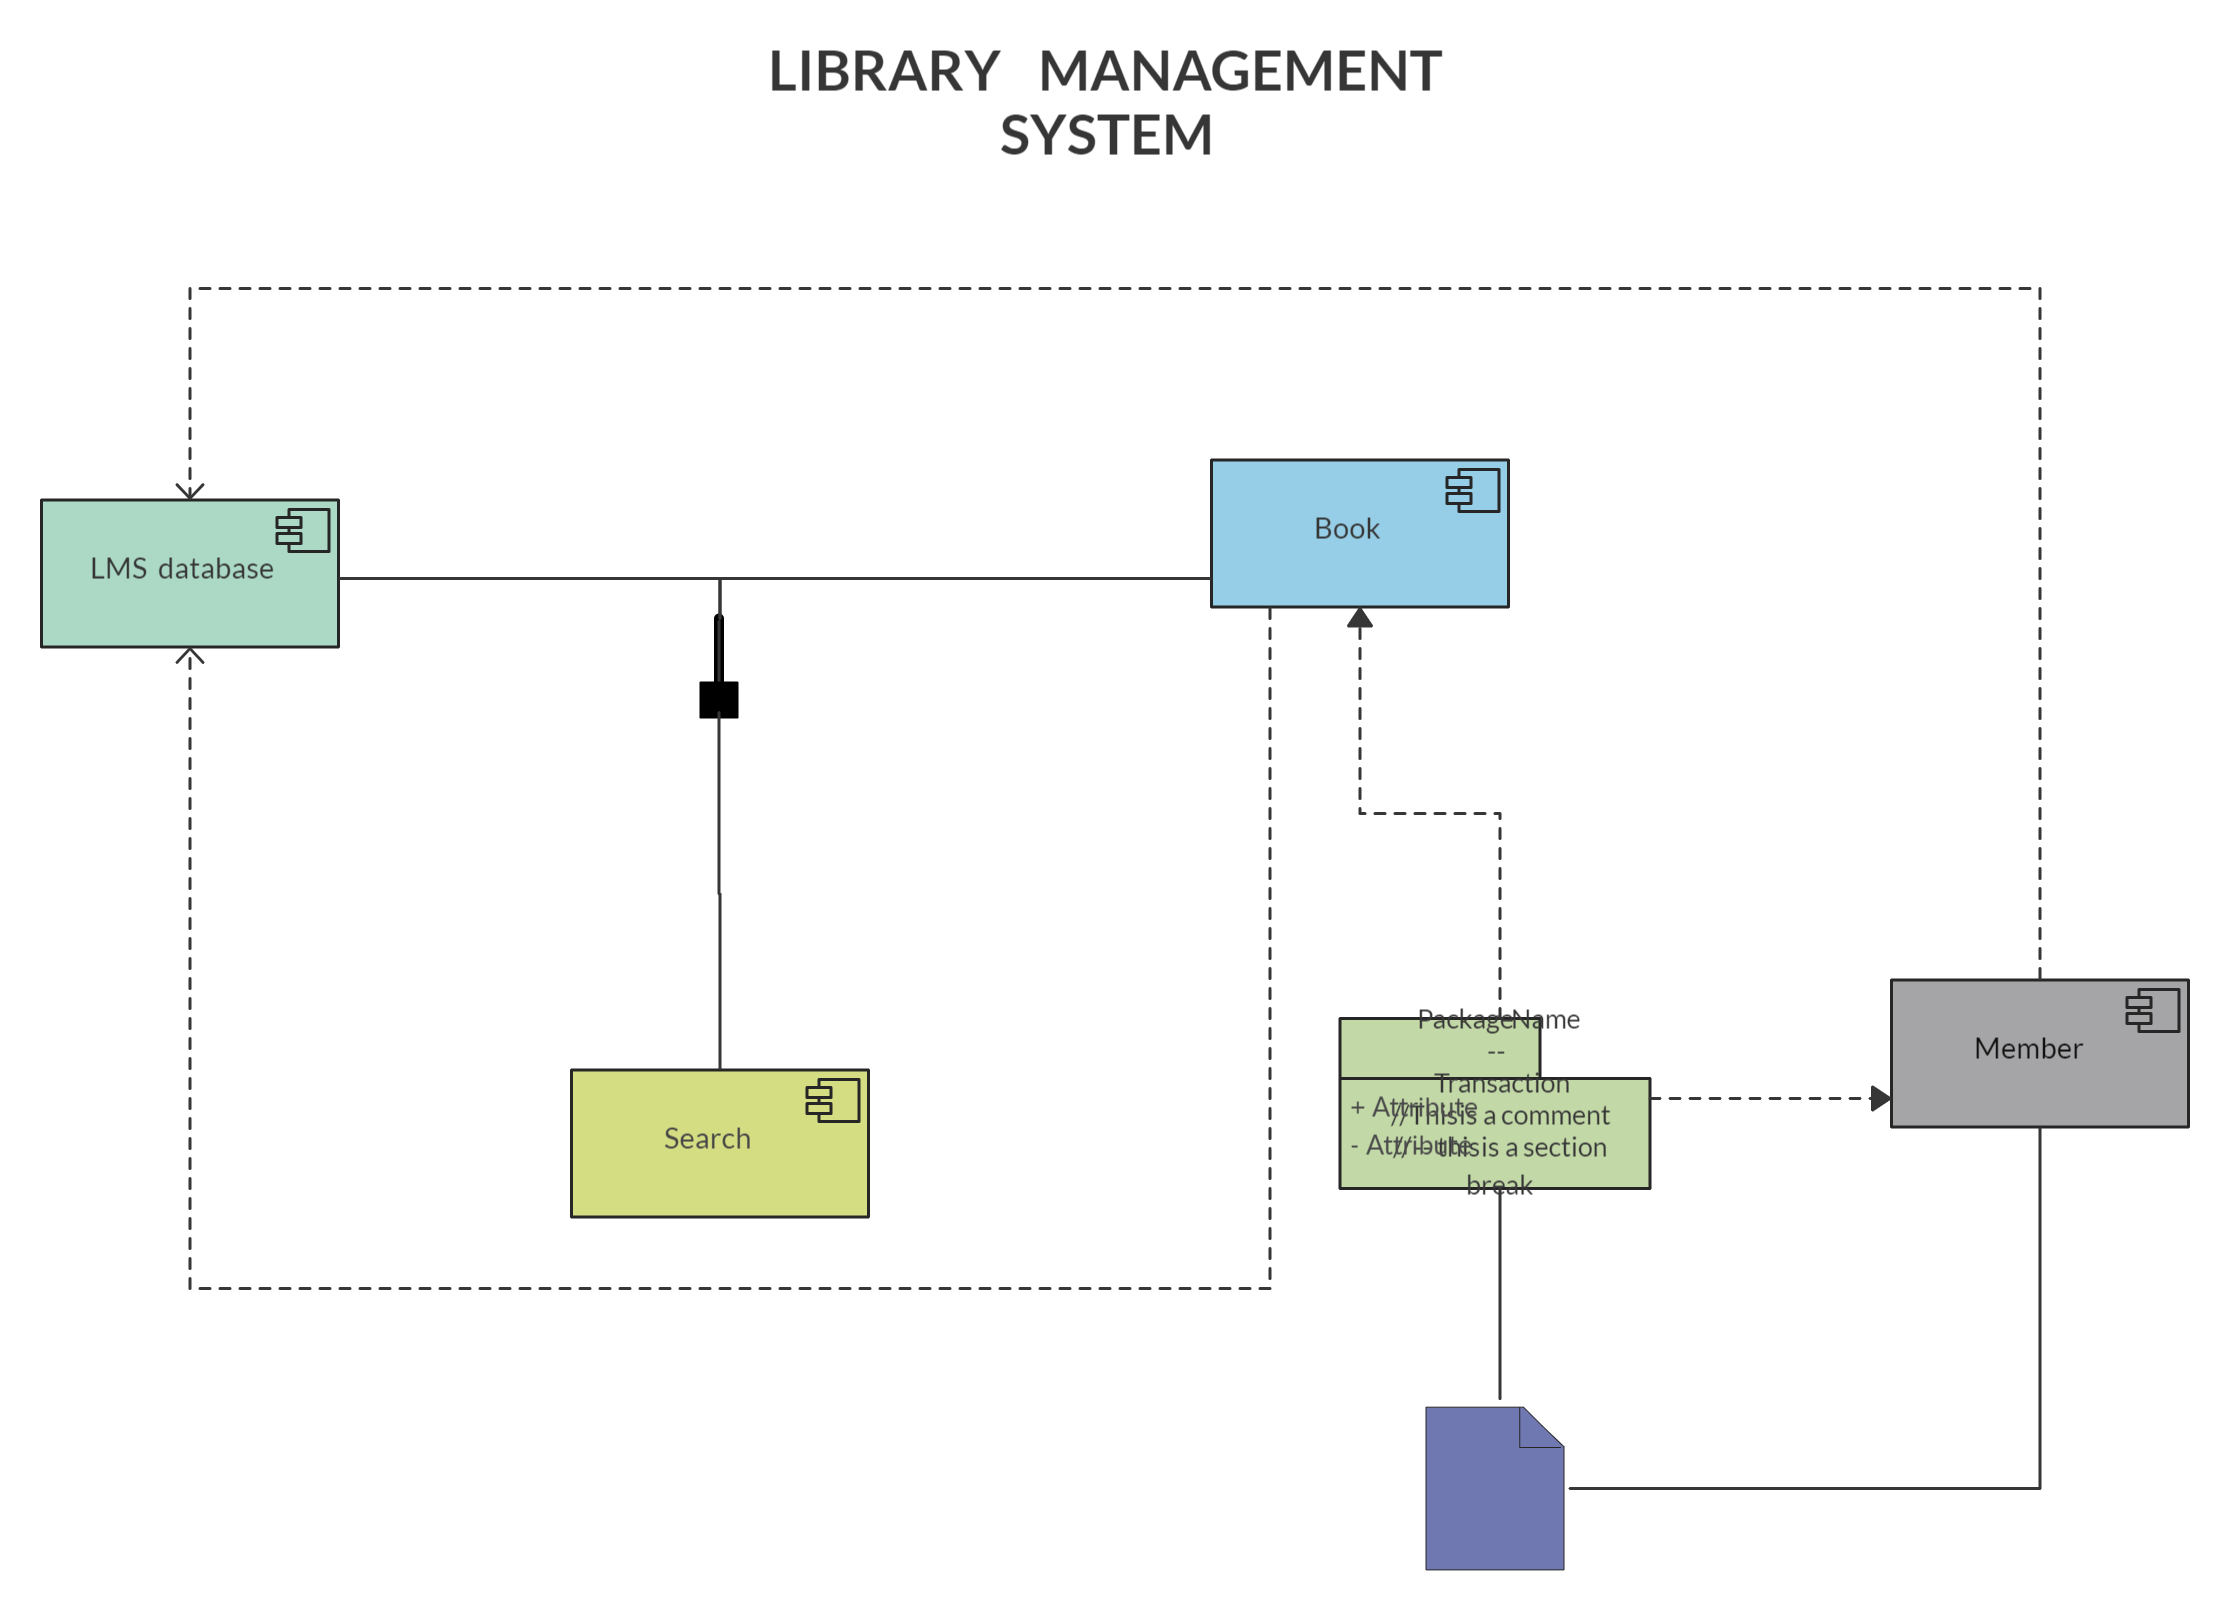 LIBRARY MANAGEMENT
SYSTEM
Book
LMS database
PackageName
--
Transaction
//This is a comment
//-- this is a section
break
+ Attribute
- Attribute
Member
Search